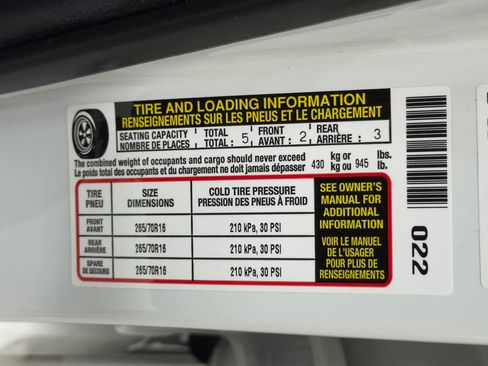 TIRE AND LOADING INFORMATION
RENSEIGNEMENTS SUR LES PNEUS ET LE CHARGEMENT
SEATING CAPACITY TOTAL FRONT REAR
NOMBRE DE PLACES TOTAL : 5 AVANT : 2 ARRIÈRE : 3
The combined weight of occupants and cargo should never exceed 430 kg or 945 lbs.
Le poids total des occupants et du chargement ne doit jamais dépasser kg ou lb.
TIRE SIZE COLD TIRE PRESSURE
PNEU DIMENSIONS PRESSION DES PNEUS À FROID
FRONT
AVANT 265/70R16 210 kPa, 30 PSI
REAR
ARRIÈRE 265/70R16 210 kPa, 30 PSI
SPARE
DE SECOURS 265/70R16 210 kPa, 30 PSI
SEE OWNER'S
MANUAL FOR
ADDITIONAL
INFORMATION
VOIR LE MANUEL
DE L'USAGER
POUR PLUS DE
RENSEIGNEMENTS
022